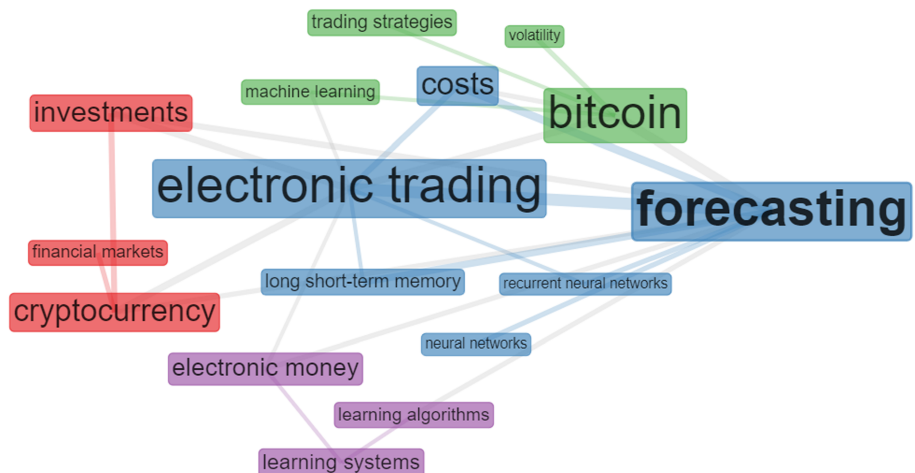 trading strategies
volatility
costs
machine learning
investments
bitcoin
electronic trading
forecasting
financial markets
long short-term memory
recurrent neural networks
cryptocurrency
neural networks
electronic money
learning algorithms
learning systems